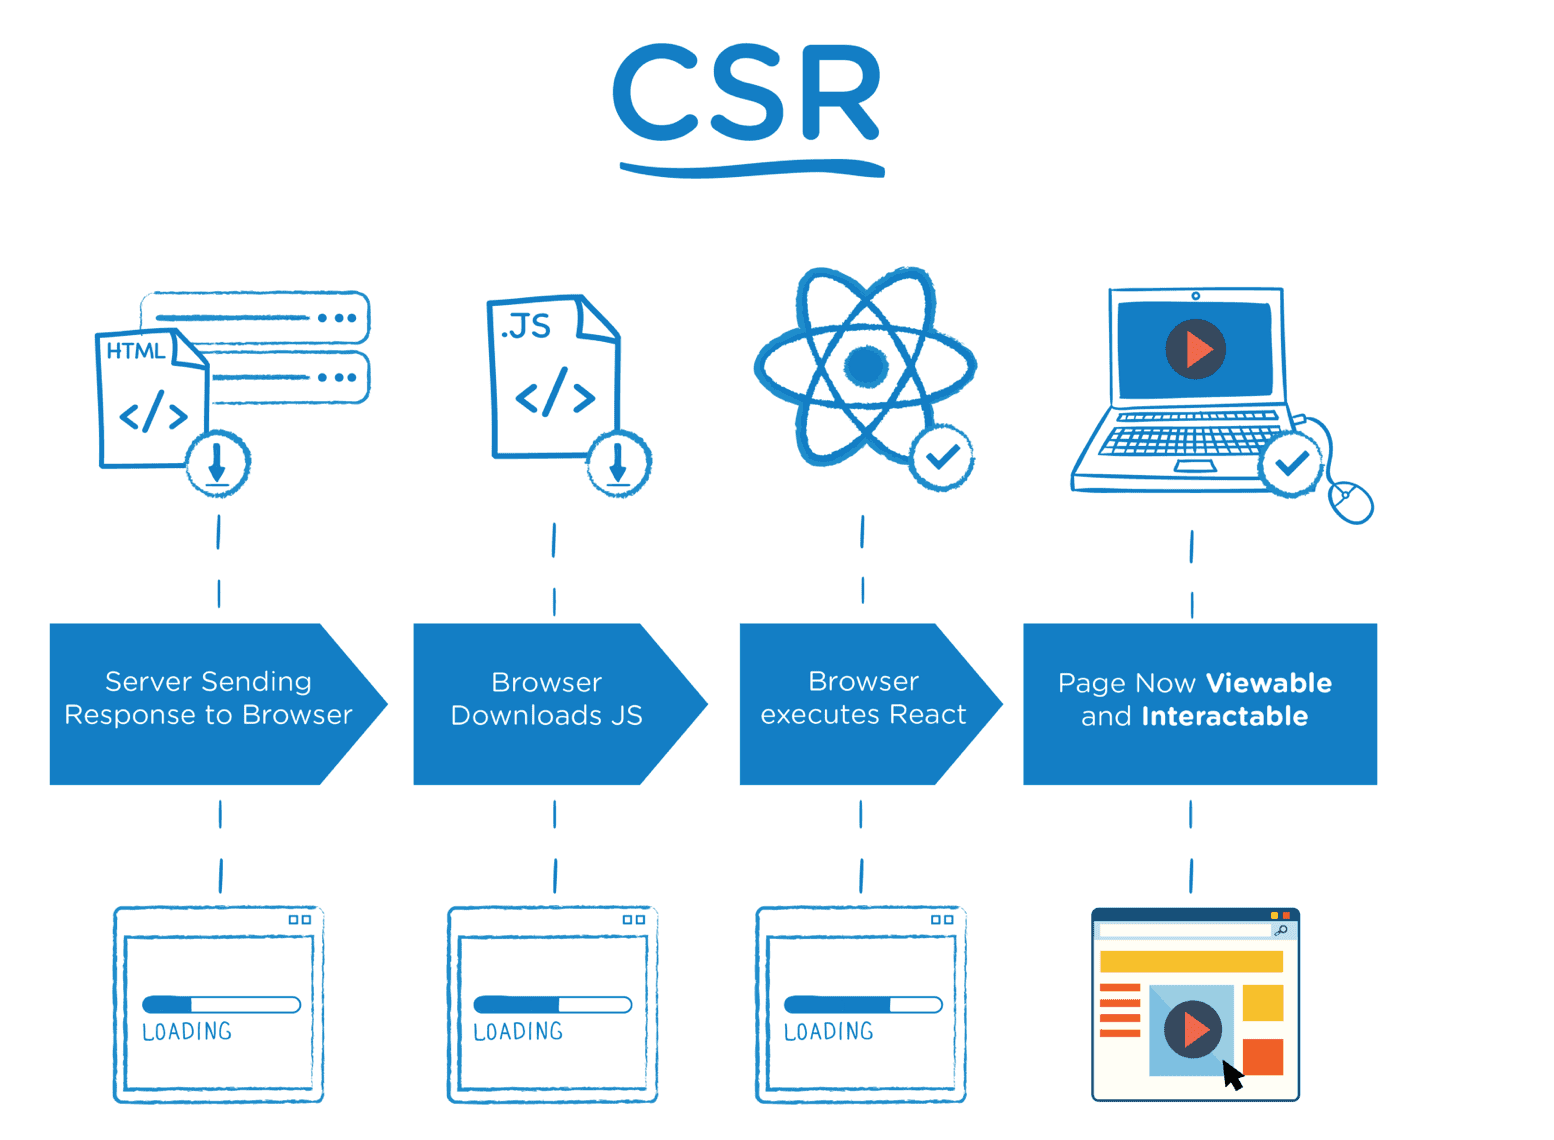 CSR
HTML
</>
.JS
</>
Server Sending
Response to Browser
Browser
Downloads JS
Browser
executes React
Page Now Viewable
and Interactable
LOADING
LOADING
LOADING